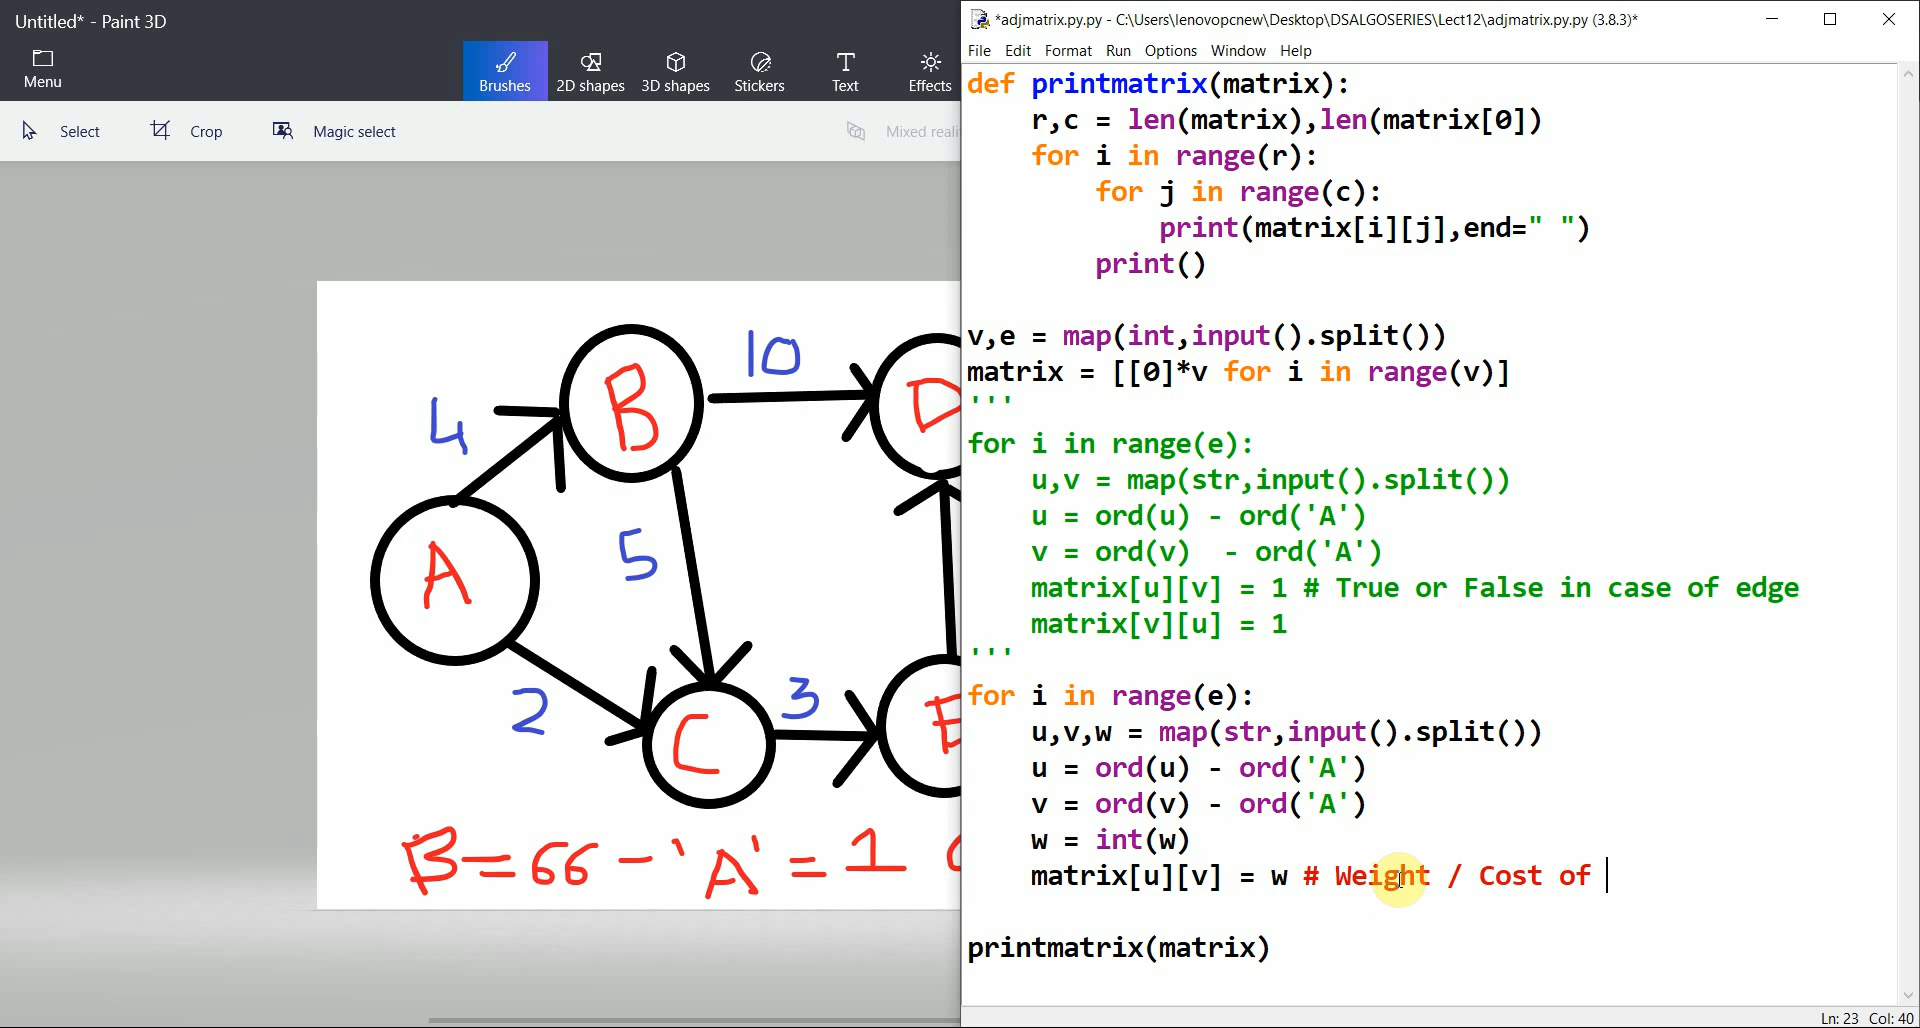 Untitled* - Paint 3D
Menu
Brushes
2D shapes
3D shapes
Stickers
Text
Effects
Select
Crop
Magic select
Mixed reali
4
B
10
D
A
5
2
C
3
E
B=66-'A'=1
*adjmatrix.py.py - C:\Users\lenovopcnew\Desktop\DSALGOSERIES\Lect12\adjmatrix.py.py (3.8.3)*
File Edit Format Run Options Window Help
def printmatrix(matrix):
    r,c = len(matrix),len(matrix[0])
    for i in range(r):
        for j in range(c):
            print(matrix[i][j],end=" ")
        print()
v,e = map(int,input().split())
matrix = [[0]*v for i in range(v)]
'''
for i in range(e):
    u,v = map(str,input().split())
    u = ord(u) - ord('A')
    v = ord(v)  - ord('A')
    matrix[u][v] = 1 # True or False in case of edge
    matrix[v][u] = 1
'''
for i in range(e):
    u,v,w = map(str,input().split())
    u = ord(u) - ord('A')
    v = ord(v) - ord('A')
    w = int(w)
    matrix[u][v] = w # Weight / Cost of
printmatrix(matrix)
Ln: 23 Col: 40